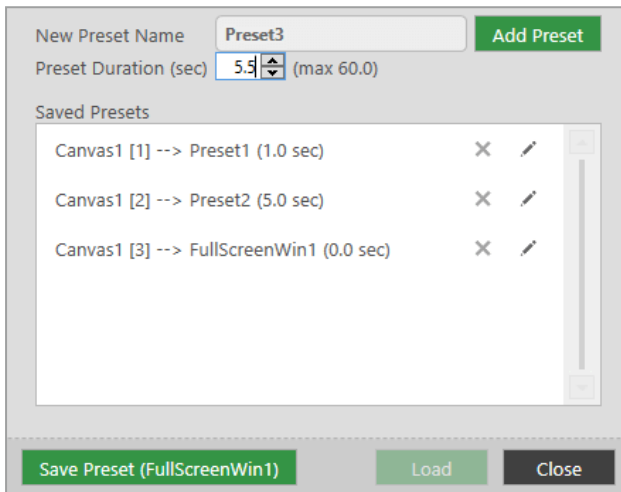 New Preset Name Preset3 Add Preset
Preset Duration (sec) 5.5 (max 60.0)
Saved Presets
Canvas1 [1] --> Preset1 (1.0 sec)
Canvas1 [2] --> Preset2 (5.0 sec)
Canvas1 [3] --> FullScreenWin1 (0.0 sec)
Save Preset (FullScreenWin1) Load Close